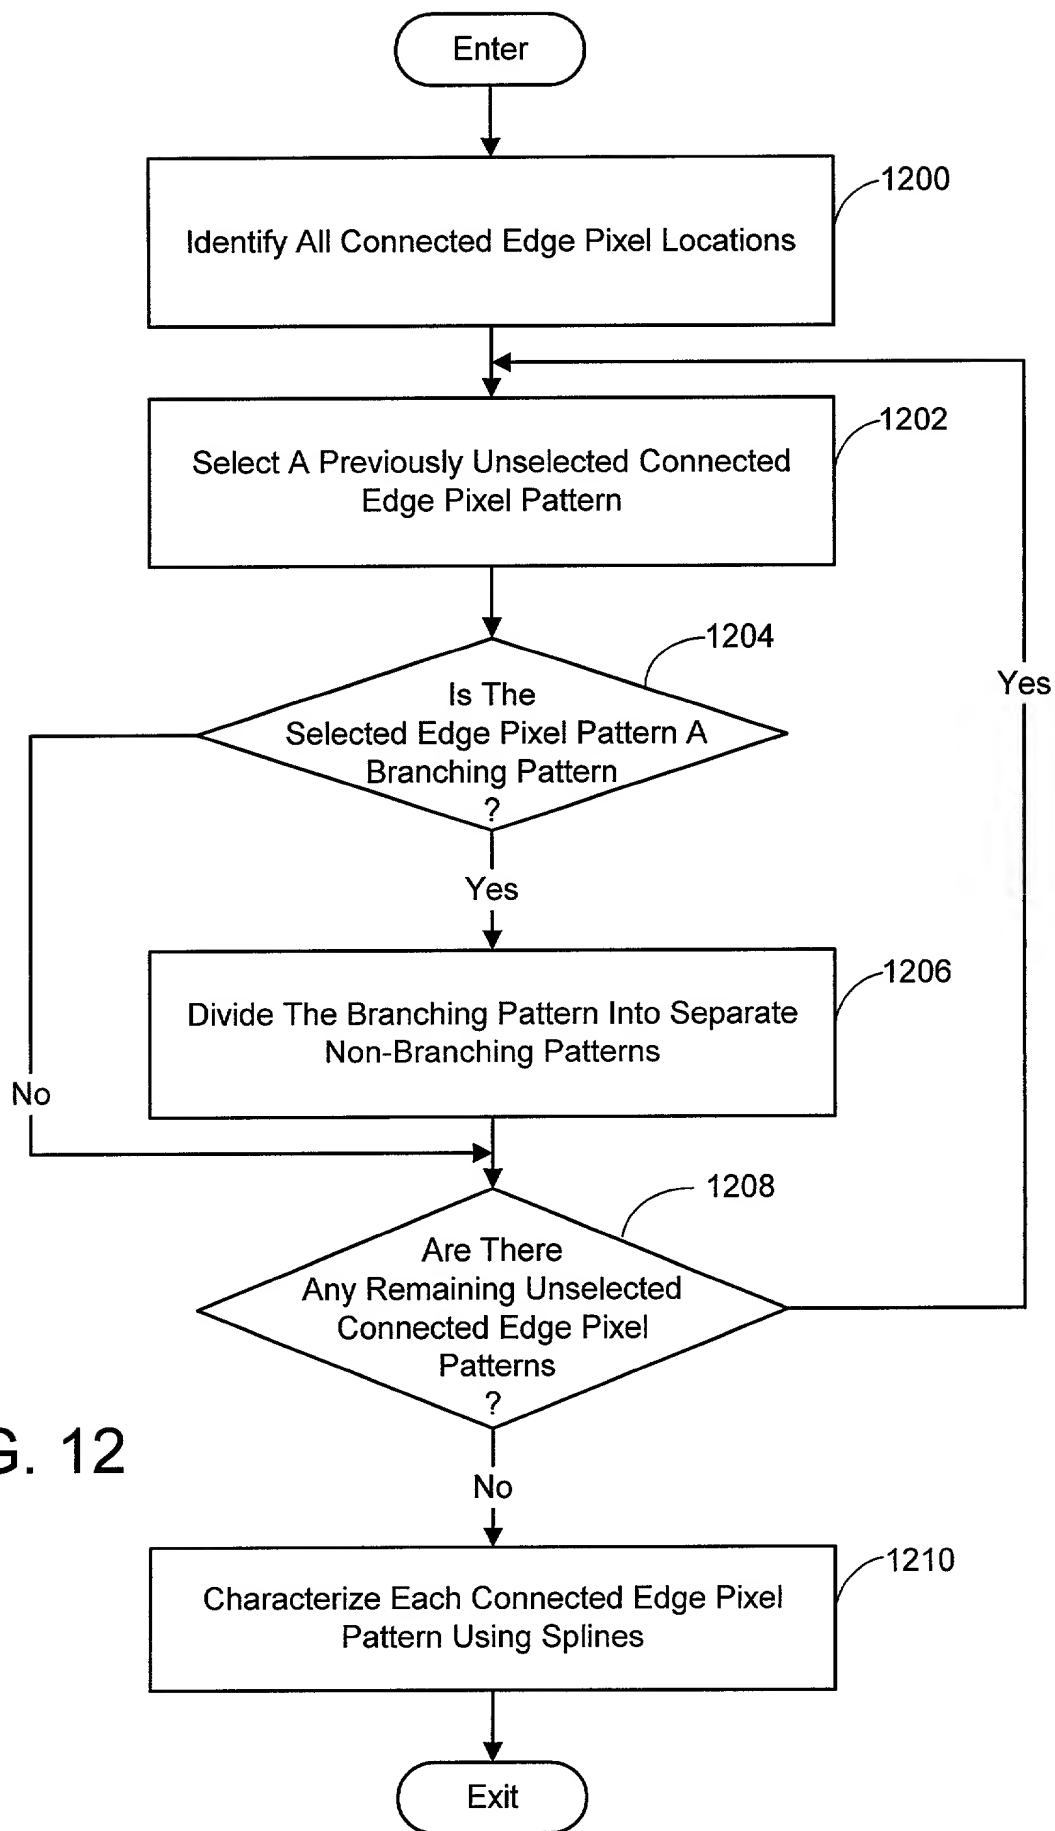 Enter
1200
Identify All Connected Edge Pixel Locations
1202
Select A Previously Unselected Connected
Edge Pixel Pattern
1204
Is The
Selected Edge Pixel Pattern A
Branching Pattern
?
Yes
Yes
1206
Divide The Branching Pattern Into Separate
Non-Branching Patterns
No
1208
Are There
Any Remaining Unselected
Connected Edge Pixel
Patterns
?
G. 12
No
1210
Characterize Each Connected Edge Pixel
Pattern Using Splines
Exit